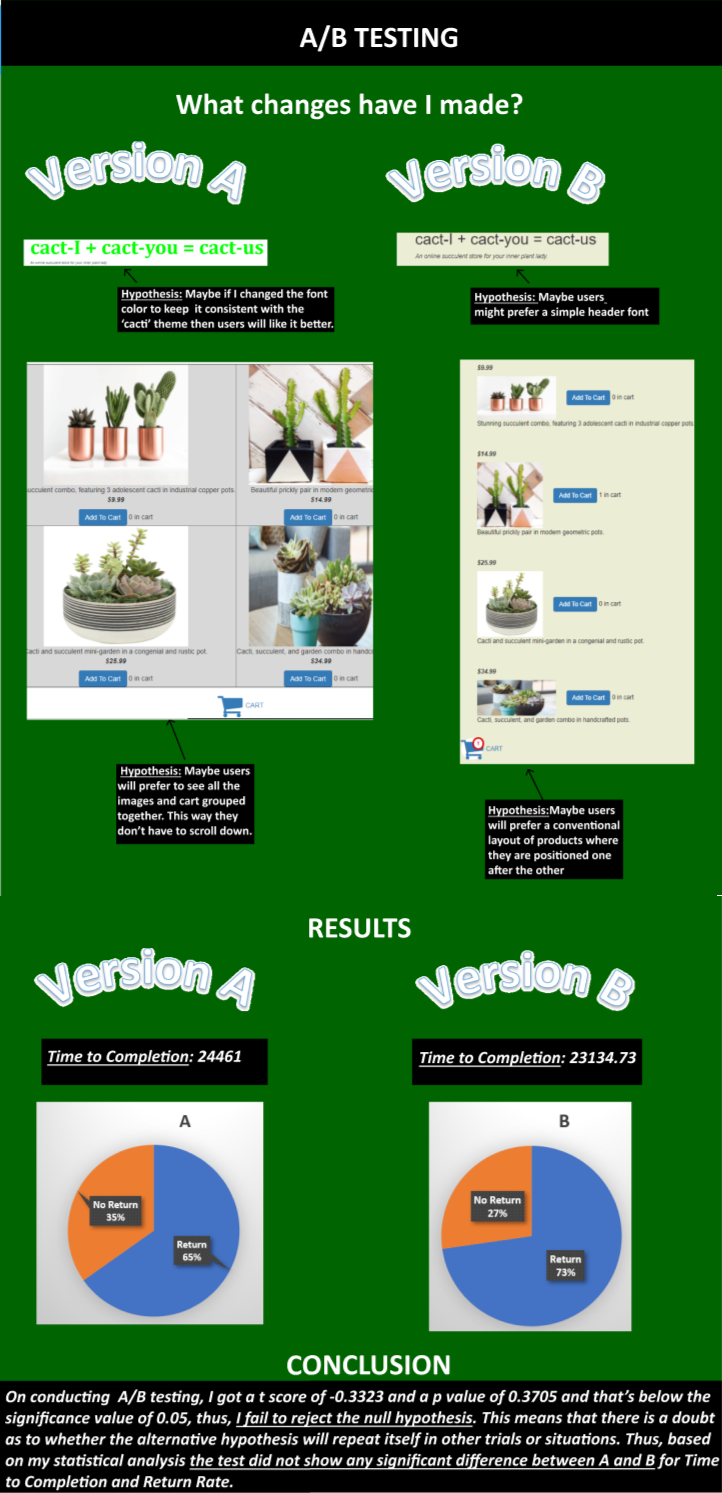 A/B TESTING
What changes have I made?
Version A
Version B
cact-I + cact-you = cact-us
An online succulent store for your inner plant lady.
cact-I + cact-you = cact-us
An online succulent store for your inner plant lady.
Hypothesis: Maybe if I changed the font
color to keep it consistent with the
‘cacti’ theme then users will like it better.
Hypothesis: Maybe users
might prefer a simple header font
ucculent combo, featuring 3 adolescent cacti in industrial copper pots.
$9.99
Add To Cart 0 in cart
Beautiful prickly pair in modern geometric
$14.99
Add To Cart 0 in cart
Cacti and succulent mini-garden in a congenial and rustic pot.
$25.99
Add To Cart 0 in cart
Cacti, succulent, and garden combo in handcr
$34.99
Add To Cart 0 in cart
CART
$9.99
Add To Cart 0 in cart
Stunning succulent combo, featuring 3 adolescent cacti in industrial copper pots.
$14.99
Add To Cart 1 in cart
Beautiful prickly pair in modern geometric pots.
$25.99
Add To Cart 0 in cart
Cacti and succulent mini-garden in a congenial and rustic pot.
$34.99
Add To Cart 0 in cart
Cacti, succulent, and garden combo in handcrafted pots.
1
CART
Hypothesis: Maybe users
will prefer to see all the
images and cart grouped
together. This way they
don’t have to scroll down.
Hypothesis:Maybe users
will prefer a conventional
layout of products where
they are positioned one
after the other
RESULTS
Version A
Version B
Time to Completion: 24461
Time to Completion: 23134.73
A
No Return
35%
Return
65%
B
No Return
27%
Return
73%
CONCLUSION
On conducting A/B testing, I got a t score of -0.3323 and a p value of 0.3705 and that’s below the
significance value of 0.05, thus, I fail to reject the null hypothesis. This means that there is a doubt
as to whether the alternative hypothesis will repeat itself in other trials or situations. Thus, based
on my statistical analysis the test did not show any significant difference between A and B for Time
to Completion and Return Rate.